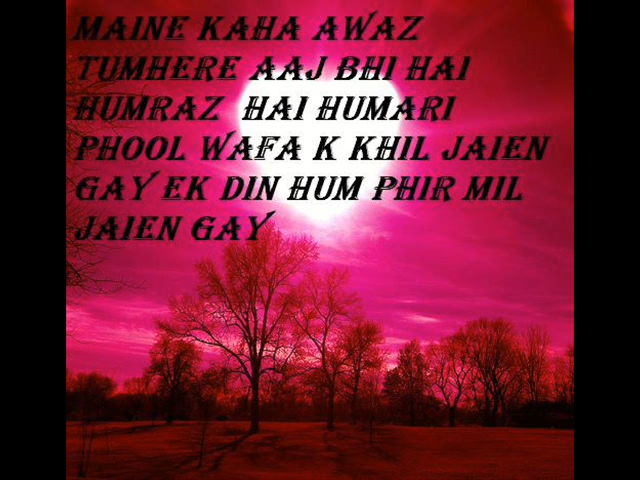 MAINE KAHA AWAZ
TUMHERE AAJ BHI HAI
HUMRAZ HAI HUMARI
PHOOL WAFA K KHIL JAIEN
GAY EK DIN HUM PHIR MIL
JAIEN GAY